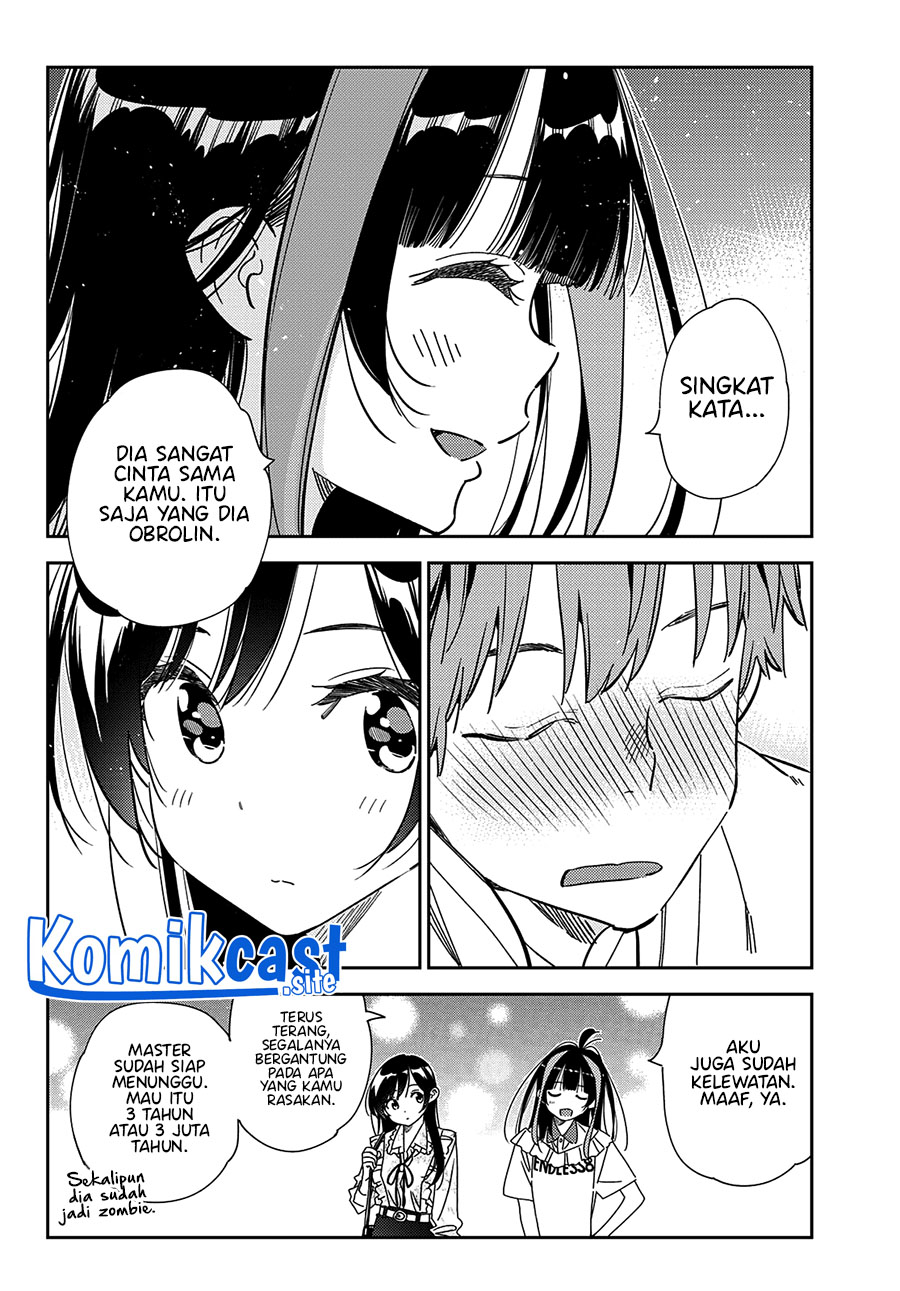 SINGKAT
KATA...
DIA SANGAT
CINTA SAMA
KAMU. ITU
SAJA YANG DIA
OBROLIN.
AKU
JUGA SUDAH
KELEWATAN.
MAAF, YA.
TERUS
TERANG,
SEGALANYA
BERGANTUNG
PADA APA
YANG KAMU
RASAKAN.
MASTER
SUDAH SIAP
MENUNGGU.
MAU ITU
3 TAHUN
ATAU 3 JUTA
TAHUN.
Sekalipun
dia sudah
jadi zombie.
ENDLESS8
Komikcast
.site